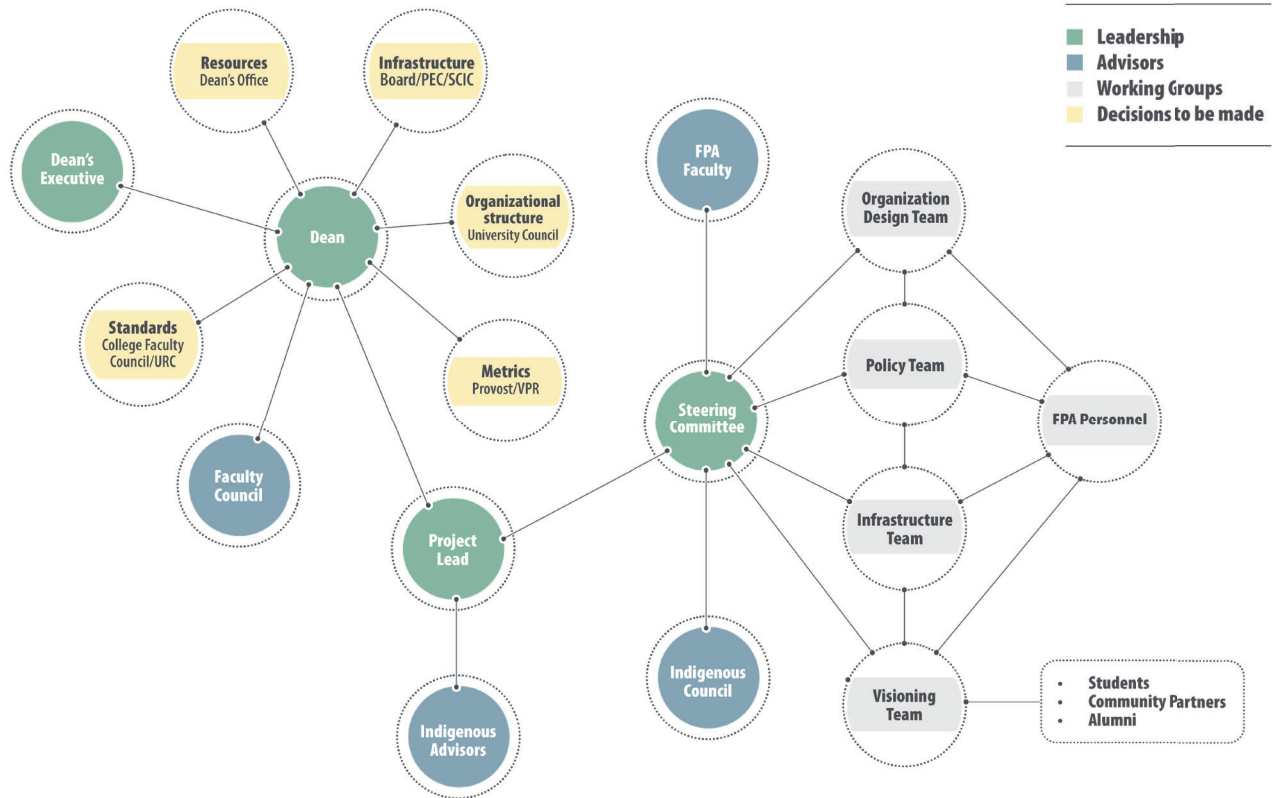 Leadership
Advisors
Working Groups
Decisions to be made
Resources
Dean's Office
Infrastructure
Board/PEC/SCIC
Dean's
Executive
Dean
Organizational
structure
University Council
Standards
College Faculty
Council/URC
Metrics
Provost/VPR
Faculty
Council
Project
Lead
Indigenous
Advisors
FPA
Faculty
Steering
Committee
Indigenous
Council
Organization
Design Team
Policy Team
FPA Personnel
Infrastructure
Team
Visioning
Team
• Students
• Community Partners
• Alumni